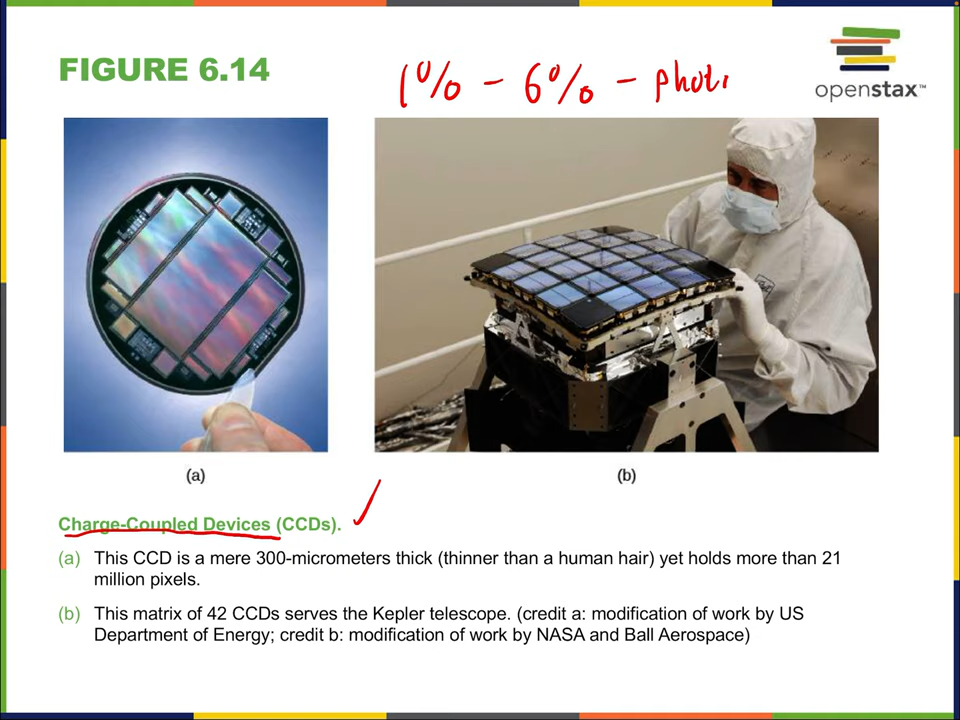 FIGURE 6.14
1% - 6% -
openstax™
(a)
(b)
Charge-Coupled Devices (CCDs).
(a) This CCD is a mere 300-micrometers thick (thinner than a human hair) yet holds more than 21
million pixels.
(b) This matrix of 42 CCDs serves the Kepler telescope. (credit a: modification of work by US
Department of Energy; credit b: modification of work by NASA and Ball Aerospace)